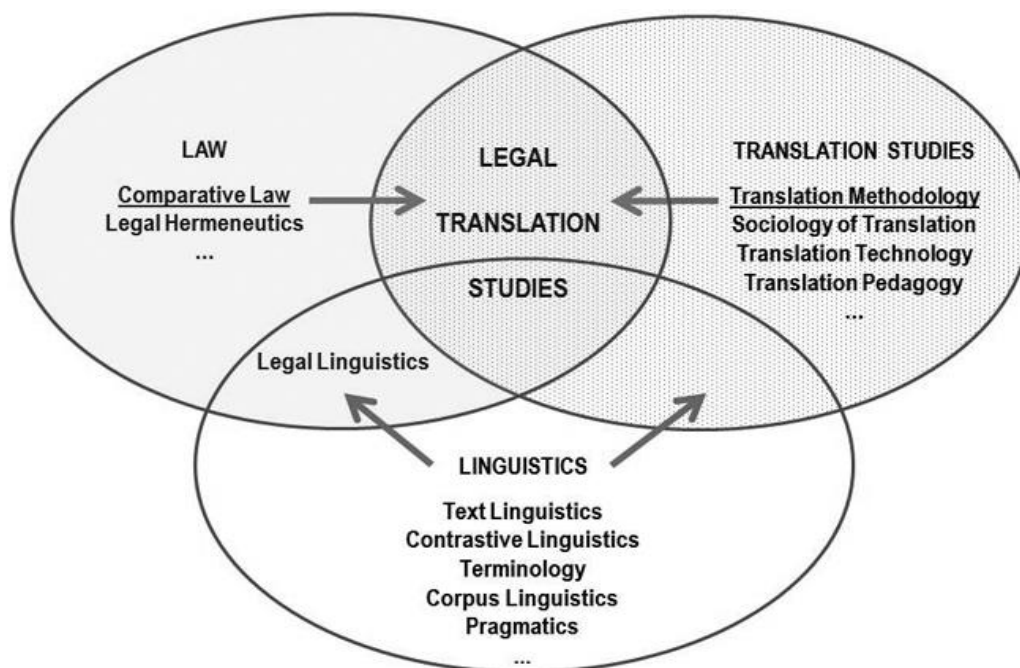 LAW
Comparative Law
Legal Hermeneutics
...
LEGAL
TRANSLATION
STUDIES
TRANSLATION STUDIES
Translation Methodology
Sociology of Translation
Translation Technology
Translation Pedagogy
...
Legal Linguistics
LINGUISTICS
Text Linguistics
Contrastive Linguistics
Terminology
Corpus Linguistics
Pragmatics
...